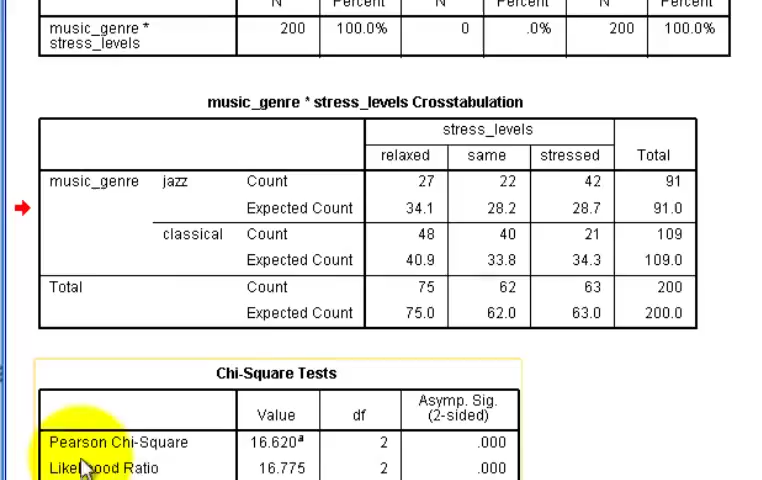 N Percent N Percent N Percent
music_genre * 200 100.0% 0 .0% 200 100.0%
stress_levels
music_genre * stress_levels Crosstabulation
stress_levels
relaxed same stressed Total
music_genre jazz Count 27 22 42 91
Expected Count 34.1 28.2 28.7 91.0
classical Count 48 40 21 109
Expected Count 40.9 33.8 34.3 109.0
Total Count 75 62 63 200
Expected Count 75.0 62.0 63.0 200.0
Chi-Square Tests
Value df Asymp. Sig. (2-sided)
Pearson Chi-Square 16.620ᵃ 2 .000
Likelihood Ratio 16.775 2 .000